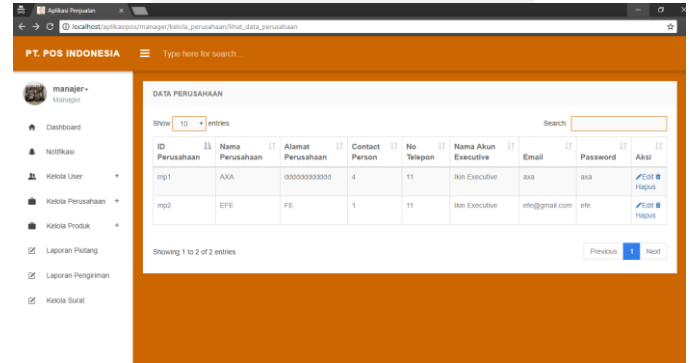 Aplikasi Penjualan
localhost/aplikasipos/manager/kelola_perusahaan/lihat_data_perusahaan
PT. POS INDONESIA
Type here for search...
manajer
Manager
Dashboard
Notifikasi
Kelola User +
Kelola Perusahaan +
Kelola Produk +
Laporan Piutang
Laporan Pengiriman
Kelola Surat
DATA PERUSAHAAN
Show 10 entries
Search:
ID Perusahaan Nama Perusahaan Alamat Perusahaan Contact Person No Telepon Nama Akun Executive Email Password Aksi
mp1 AXA dddddddddddd 4 11 Ikin Executive axa axa Edit Hapus
mp2 EFE FE 1 11 Ikin Executive efe@gmail.com efe Edit Hapus
Showing 1 to 2 of 2 entries
Previous 1 Next